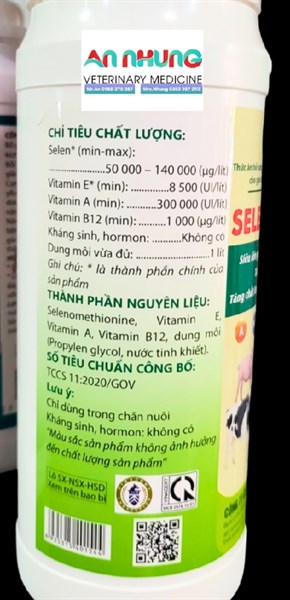 AN NHUNG
VETERINARY MEDICINE
CHỈ TIÊU CHẤT LƯỢNG:
Selen* (min-max):
..................50 000 – 140 000 (µg/lít)
Vitamin E* (min): ................8 500 (UI/lít)
Vitamin A (min): ............300 000 (UI/lít)
Vitamin B12 (min):..............1 000 (µg/lít)
Kháng sinh, hormon:..........Không có
Dung môi vừa đủ:.........................1 lít
Ghi chú: * là thành phần chính của
sản phẩm
THÀNH PHẦN NGUYÊN LIỆU:
Selenomethionine, Vitamin E,
Vitamin A, Vitamin B12, dung môi
(Propylen glycol, nước tinh khiết).
SỐ TIÊU CHUẨN CÔNG BỐ:
TCCS 11:2020/GOV
Lưu ý:
Chỉ dùng trong chăn nuôi
Kháng sinh, hormon: không có
"Màu sắc sản phẩm không ảnh hưởng
đến chất lượng sản phẩm"
Lô SX-NSX-HSD
Xem trên bao bì
SELE